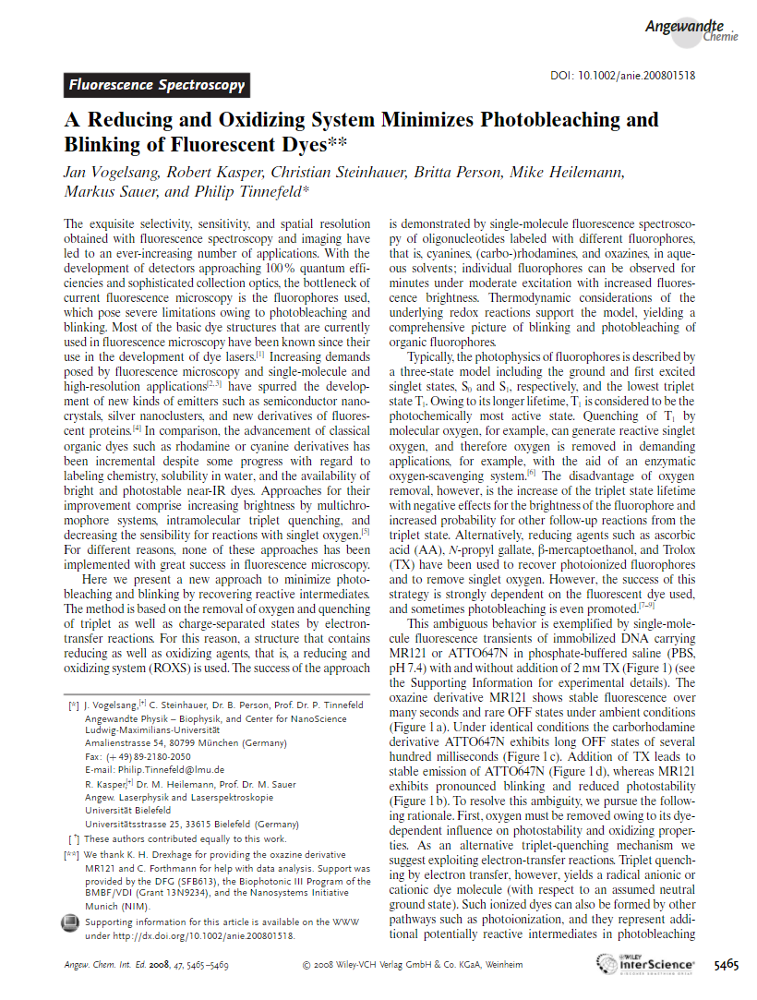 Angewandte
Chemie
DOI: 10.1002/anie.200801518
Fluorescence Spectroscopy
A Reducing and Oxidizing System Minimizes Photobleaching and
Blinking of Fluorescent Dyes**
Jan Vogelsang, Robert Kasper, Christian Steinhauer, Britta Person, Mike Heilemann,
Markus Sauer, and Philip Tinnefeld*
The exquisite selectivity, sensitivity, and spatial resolution
obtained with fluorescence spectroscopy and imaging have
led to an ever-increasing number of applications. With the
development of detectors approaching 100% quantum effi-
ciencies and sophisticated collection optics, the bottleneck of
current fluorescence microscopy is the fluorophores used,
which pose severe limitations owing to photobleaching and
blinking. Most of the basic dye structures that are currently
used in fluorescence microscopy have been known since their
use in the development of dye lasers.[1] Increasing demands
posed by fluorescence microscopy and single-molecule and
high-resolution applications[2,3] have spurred the develop-
ment of new kinds of emitters such as semiconductor nano-
crystals, silver nanoclusters, and new derivatives of fluores-
cent proteins.[4] In comparison, the advancement of classical
organic dyes such as rhodamine or cyanine derivatives has
been incremental despite some progress with regard to
labeling chemistry, solubility in water, and the availability of
bright and photostable near-IR dyes. Approaches for their
improvement comprise increasing brightness by multichro-
mophore systems, intramolecular triplet quenching, and
decreasing the sensibility for reactions with singlet oxygen.[5]
For different reasons, none of these approaches has been
implemented with great success in fluorescence microscopy.
Here we present a new approach to minimize photo-
bleaching and blinking by recovering reactive intermediates.
The method is based on the removal of oxygen and quenching
of triplet as well as charge-separated states by electron-
transfer reactions. For this reason, a structure that contains
reducing as well as oxidizing agents, that is, a reducing and
oxidizing system (ROXS) is used. The success of the approach
[*] J. Vogelsang,[+] C. Steinhauer, Dr. B. Person, Prof. Dr. P. Tinnefeld
Angewandte Physik – Biophysik, and Center for NanoScience
Ludwig-Maximilians-Universität
Amalienstrasse 54, 80799 München (Germany)
Fax: (+49)89-2180-2050
E-mail: Philip.Tinnefeld@lmu.de
R. Kasper,[+] Dr. M. Heilemann, Prof. Dr. M. Sauer
Angew. Laserphysik und Laserspektroskopie
Universität Bielefeld
Universitätsstrasse 25, 33615 Bielefeld (Germany)
[+] These authors contributed equally to this work.
[**] We thank K. H. Drexhage for providing the oxazine derivative
MR121 and C. Forthmann for help with data analysis. Support was
provided by the DFG (SFB613), the Biophotonic III Program of the
BMBF/VDI (Grant 13N9234), and the Nanosystems Initiative
Munich (NIM).
Supporting information for this article is available on the WWW
under http://dx.doi.org/10.1002/anie.200801518.
is demonstrated by single-molecule fluorescence spectrosco-
py of oligonucleotides labeled with different fluorophores,
that is, cyanines, (carbo-)rhodamines, and oxazines, in aque-
ous solvents; individual fluorophores can be observed for
minutes under moderate excitation with increased fluores-
cence brightness. Thermodynamic considerations of the
underlying redox reactions support the model, yielding a
comprehensive picture of blinking and photobleaching of
organic fluorophores.
Typically, the photophysics of fluorophores is described by
a three-state model including the ground and first excited
singlet states, S0 and S1, respectively, and the lowest triplet
state T1. Owing to its longer lifetime, T1 is considered to be the
photochemically most active state. Quenching of T1 by
molecular oxygen, for example, can generate reactive singlet
oxygen, and therefore oxygen is removed in demanding
applications, for example, with the aid of an enzymatic
oxygen-scavenging system.[6] The disadvantage of oxygen
removal, however, is the increase of the triplet state lifetime
with negative effects for the brightness of the fluorophore and
increased probability for other follow-up reactions from the
triplet state. Alternatively, reducing agents such as ascorbic
acid (AA), N-propyl gallate, β-mercaptoethanol, and Trolox
(TX) have been used to recover photoionized fluorophores
and to remove singlet oxygen. However, the success of this
strategy is strongly dependent on the fluorescent dye used,
and sometimes photobleaching is even promoted.[7–9]
This ambiguous behavior is exemplified by single-mole-
cule fluorescence transients of immobilized DNA carrying
MR121 or ATTO647N in phosphate-buffered saline (PBS,
pH 7.4) with and without addition of 2 mM TX (Figure 1) (see
the Supporting Information for experimental details). The
oxazine derivative MR121 shows stable fluorescence over
many seconds and rare OFF states under ambient conditions
(Figure 1 a). Under identical conditions the carborhodamine
derivative ATTO647N exhibits long OFF states of several
hundred milliseconds (Figure 1 c). Addition of TX leads to
stable emission of ATTO647N (Figure 1 d), whereas MR121
exhibits pronounced blinking and reduced photostability
(Figure 1 b). To resolve this ambiguity, we pursue the follow-
ing rationale. First, oxygen must be removed owing to its dye-
dependent influence on photostability and oxidizing proper-
ties. As an alternative triplet-quenching mechanism we
suggest exploiting electron-transfer reactions. Triplet quench-
ing by electron transfer, however, yields a radical anionic or
cationic dye molecule (with respect to an assumed neutral
ground state). Such ionized dyes can also be formed by other
pathways such as photoionization, and they represent addi-
tional potentially reactive intermediates in photobleaching
Angew. Chem. Int. Ed. 2008, 47, 5465–5469
© 2008 Wiley-VCH Verlag GmbH & Co. KGaA, Weinheim
WILEY
InterScience
5465